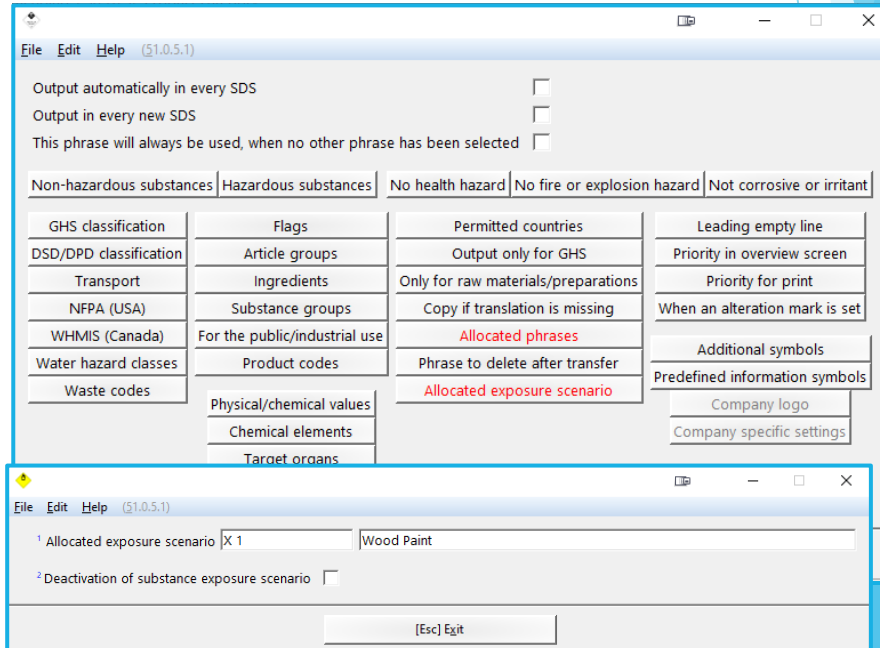 File Edit Help (51.0.5.1)
Output automatically in every SDS
Output in every new SDS
This phrase will always be used, when no other phrase has been selected
Non-hazardous substances Hazardous substances No health hazard No fire or explosion hazard Not corrosive or irritant
GHS classification Flags Permitted countries Leading empty line
DSD/DPD classification Article groups Output only for GHS Priority in overview screen
Transport Ingredients Only for raw materials/preparations Priority for print
NFPA (USA) Substance groups Copy if translation is missing When an alteration mark is set
WHMIS (Canada) For the public/industrial use Allocated phrases Additional symbols
Water hazard classes Product codes Phrase to delete after transfer Predefined information symbols
Waste codes Physical/chemical values Allocated exposure scenario Company logo
Chemical elements Company specific settings
Target organs
File Edit Help (51.0.5.1)
1 Allocated exposure scenario X 1 Wood Paint
2 Deactivation of substance exposure scenario
[Esc] Exit